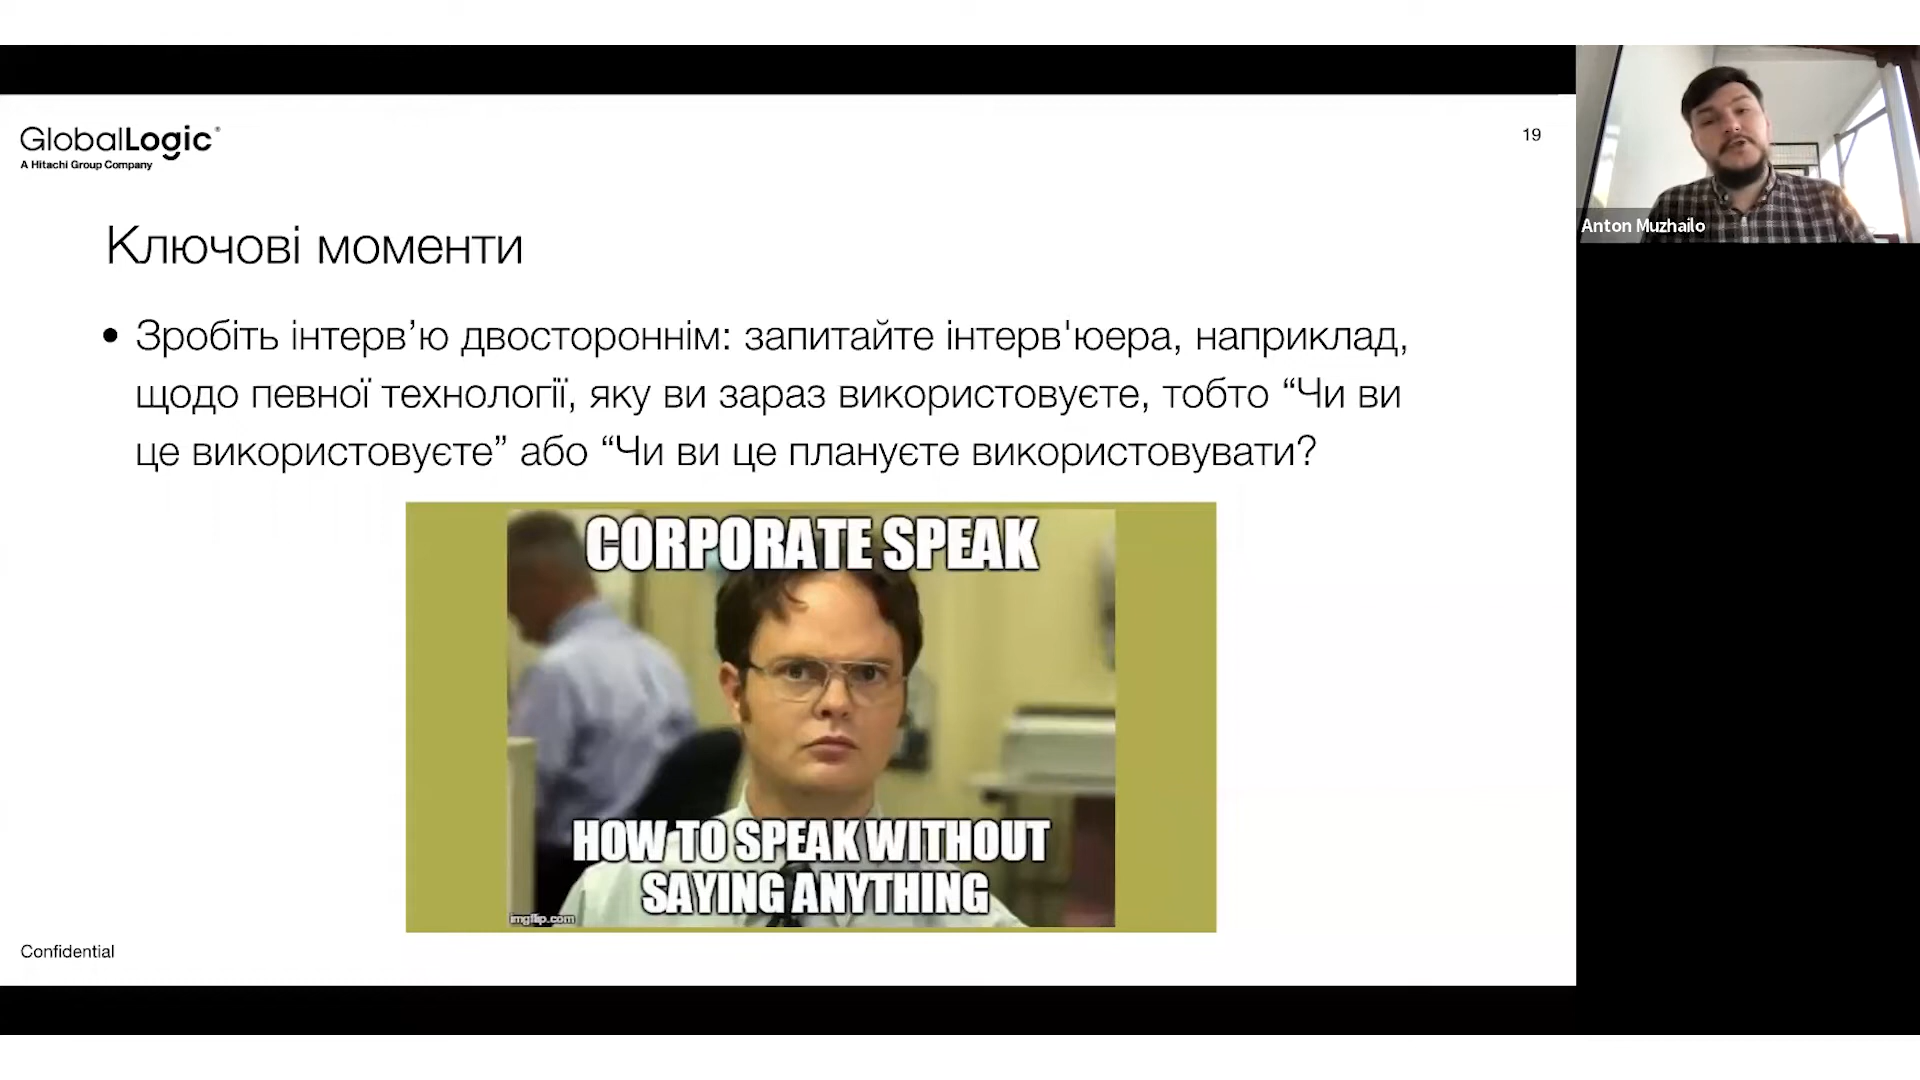 GlobalLogic®
A Hitachi Group Company
19
Anton Muzhailo
Ключові моменти
• Зробіть інтерв’ю двостороннім: запитайте інтерв'юера, наприклад,
щодо певної технології, яку ви зараз використовуєте, тобто “Чи ви
це використовуєте” або “Чи ви це плануєте використовувати?
CORPORATE SPEAK
HOW TO SPEAK WITHOUT
SAYING ANYTHING
imgflip.com
Confidential